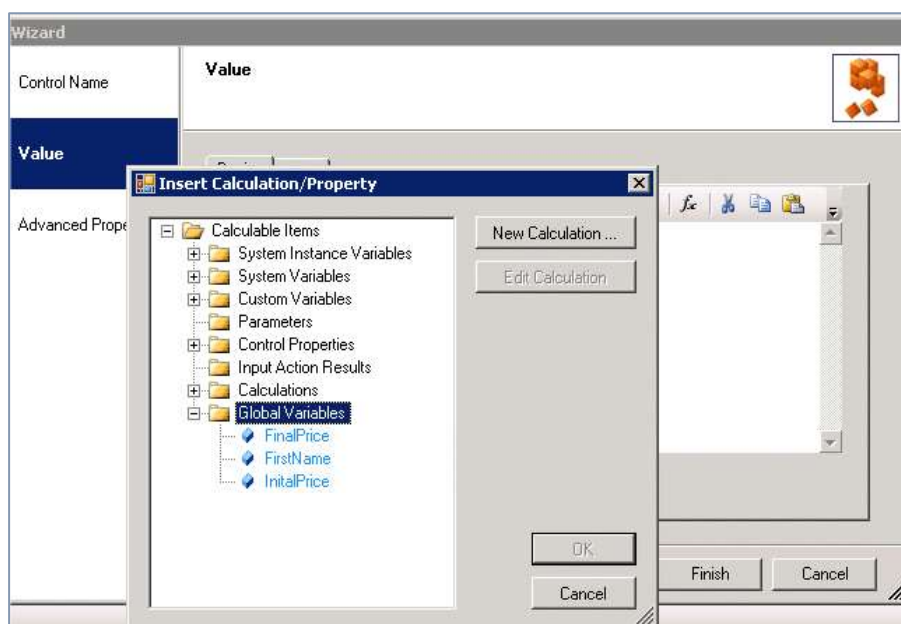 Wizard
Control Name
Value
Value
Insert Calculation/Property
Advanced Prope
Calculable Items
System Instance Variables
System Variables
Custom Variables
Parameters
Control Properties
Input Action Results
Calculations
Global Variables
FinalPrice
FirstName
InitalPrice
New Calculation ...
Edit Calculation
OK
Cancel
Finish
Cancel